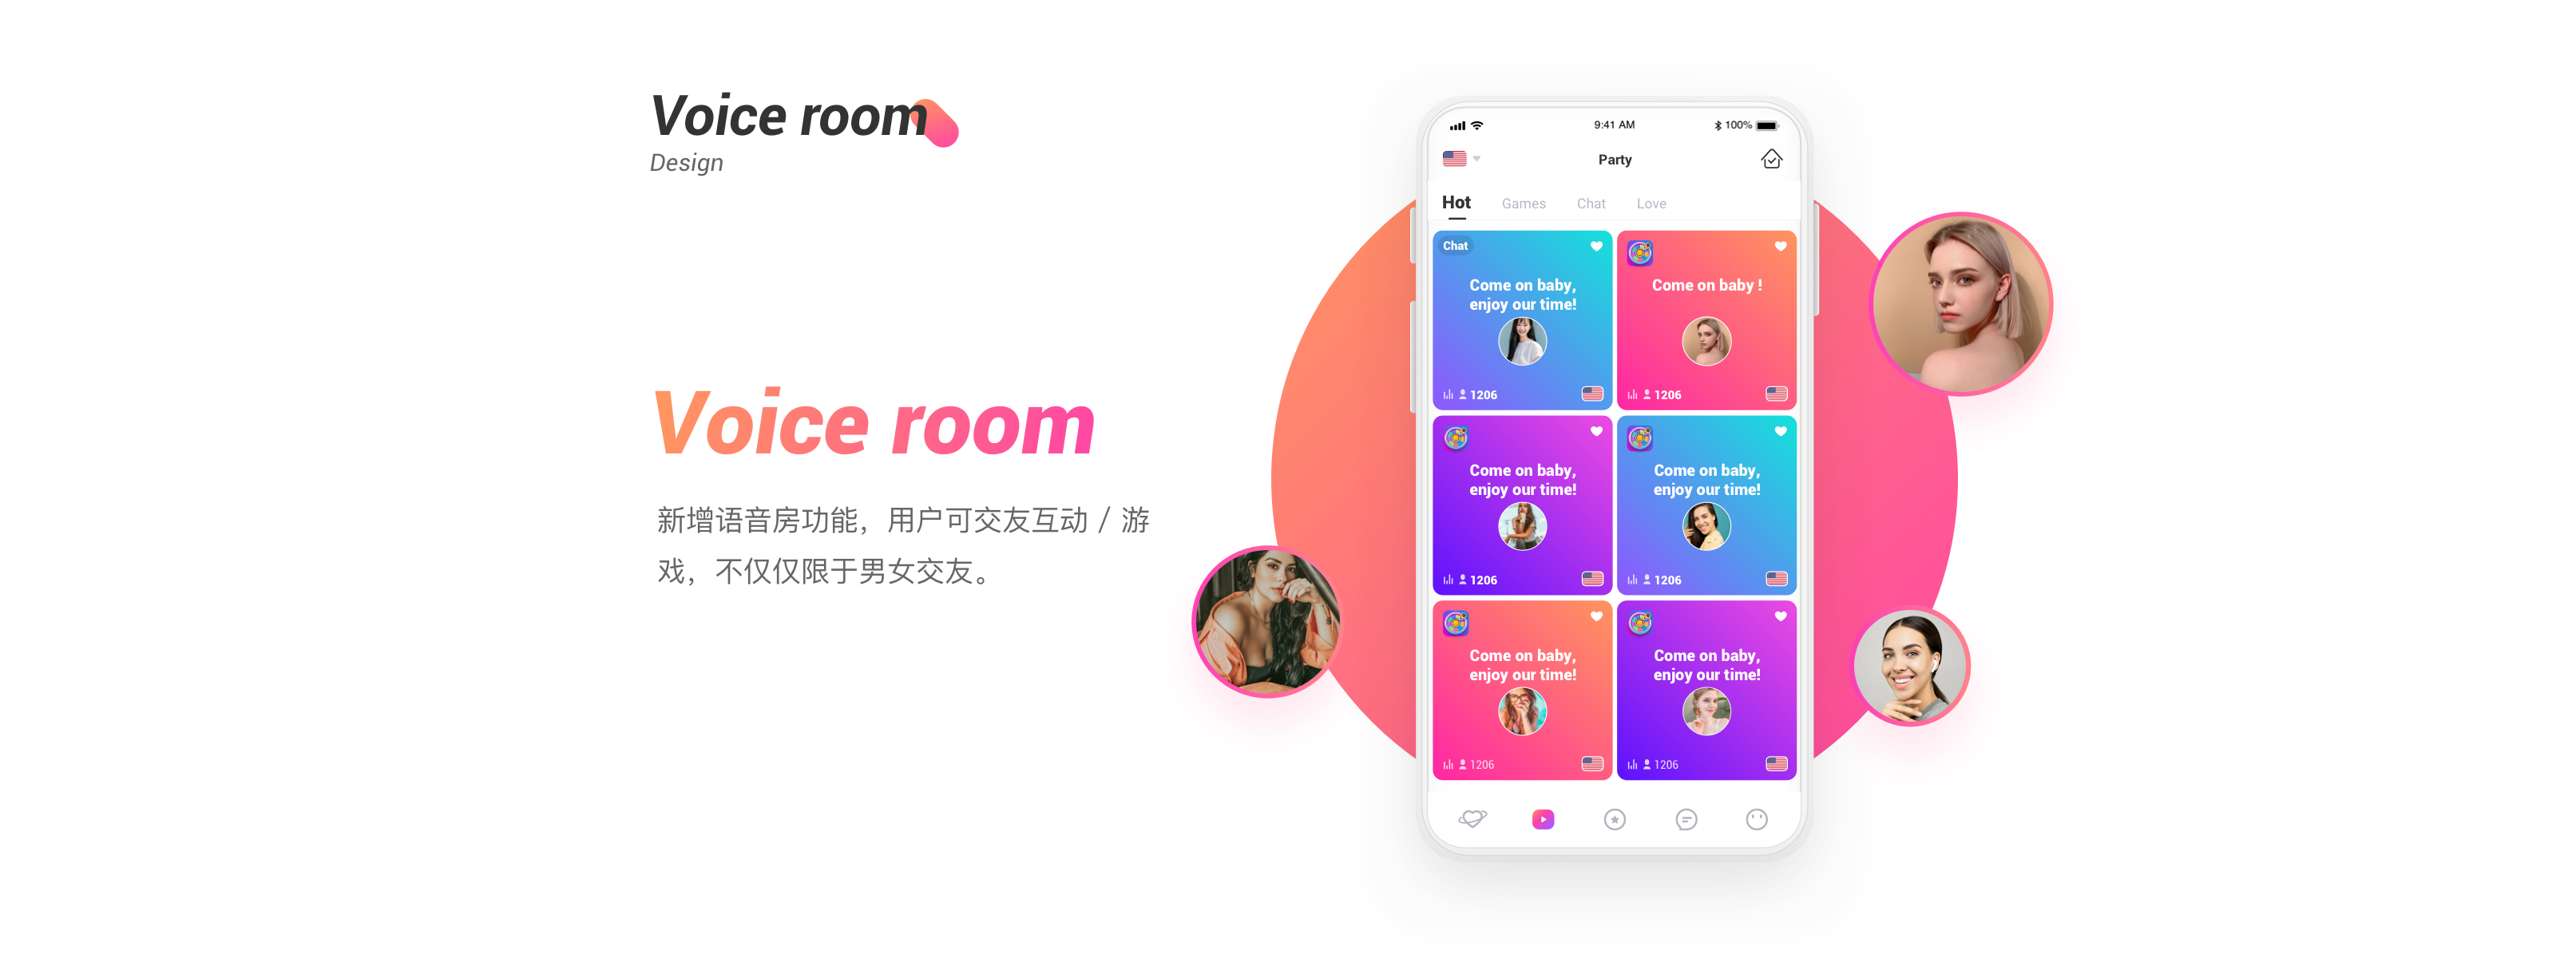 Voice room
Design
Voice room
新增语音房功能，用户可交友互动 / 游
戏，不仅仅限于男女交友。
9:41 AM
100%
Party
Hot Games Chat Love
Chat
Come on baby,
enjoy our time!
1206
Come on baby !
1206
Come on baby,
enjoy our time!
1206
Come on baby,
enjoy our time!
1206
Come on baby,
enjoy our time!
1206
Come on baby,
enjoy our time!
1206